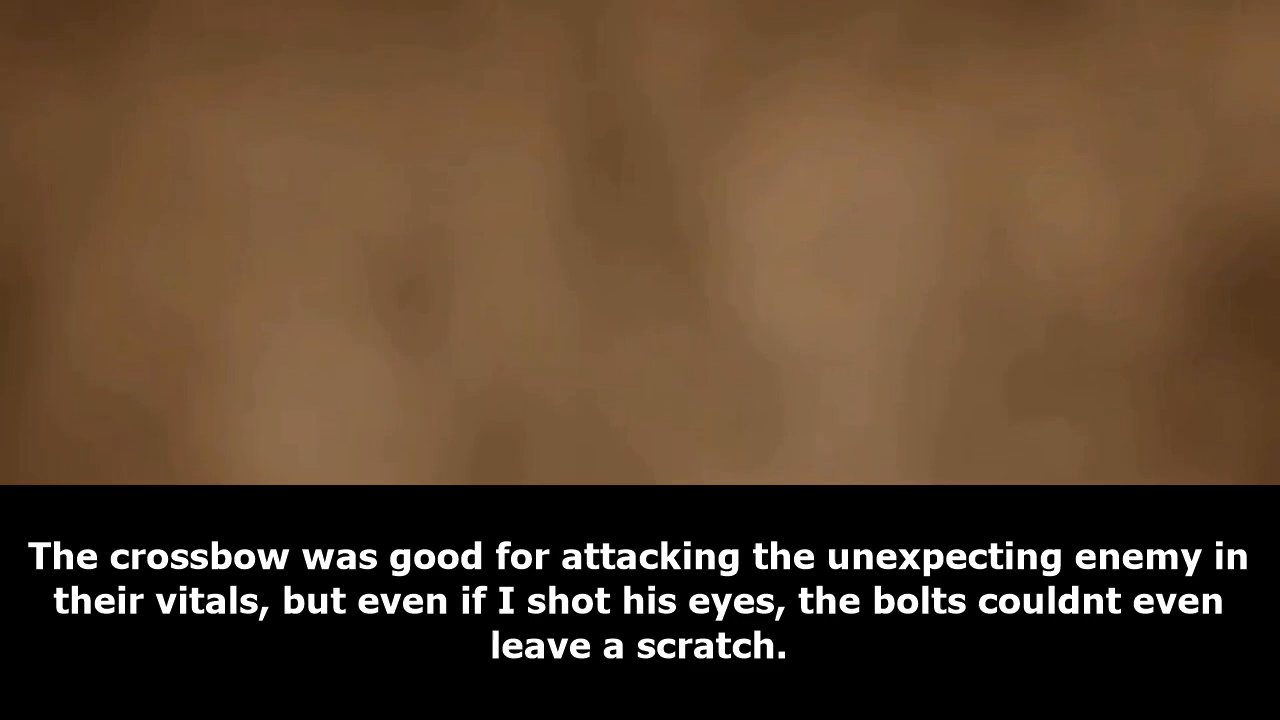 The crossbow was good for attacking the unexpecting enemy in
their vitals, but even if I shot his eyes, the bolts couldnt even
leave a scratch.